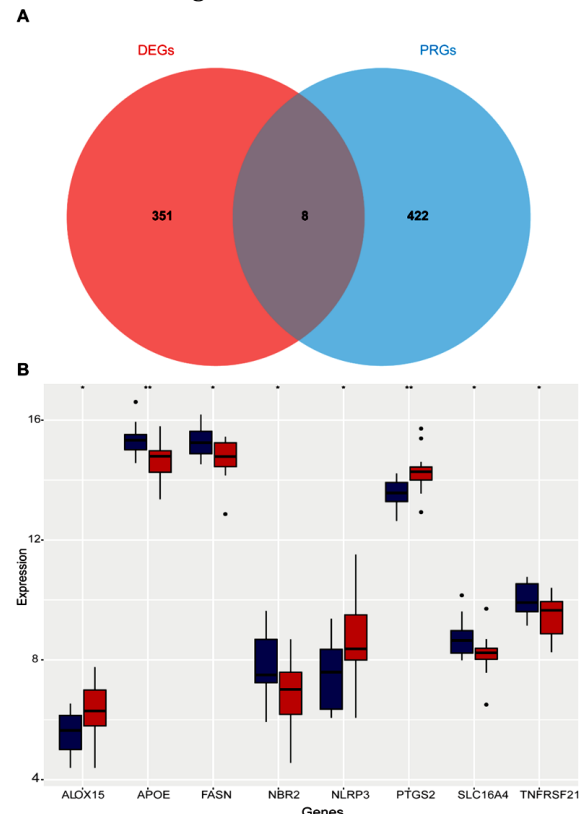 A
DEGs PRGs
351 8 422
B
* ** * * * ** * *
16
12
8
4
Expression
ALOX15 APOE FASN NBR2 NLRP3 PTGS2 SLC16A4 TNFRSF21
Genes